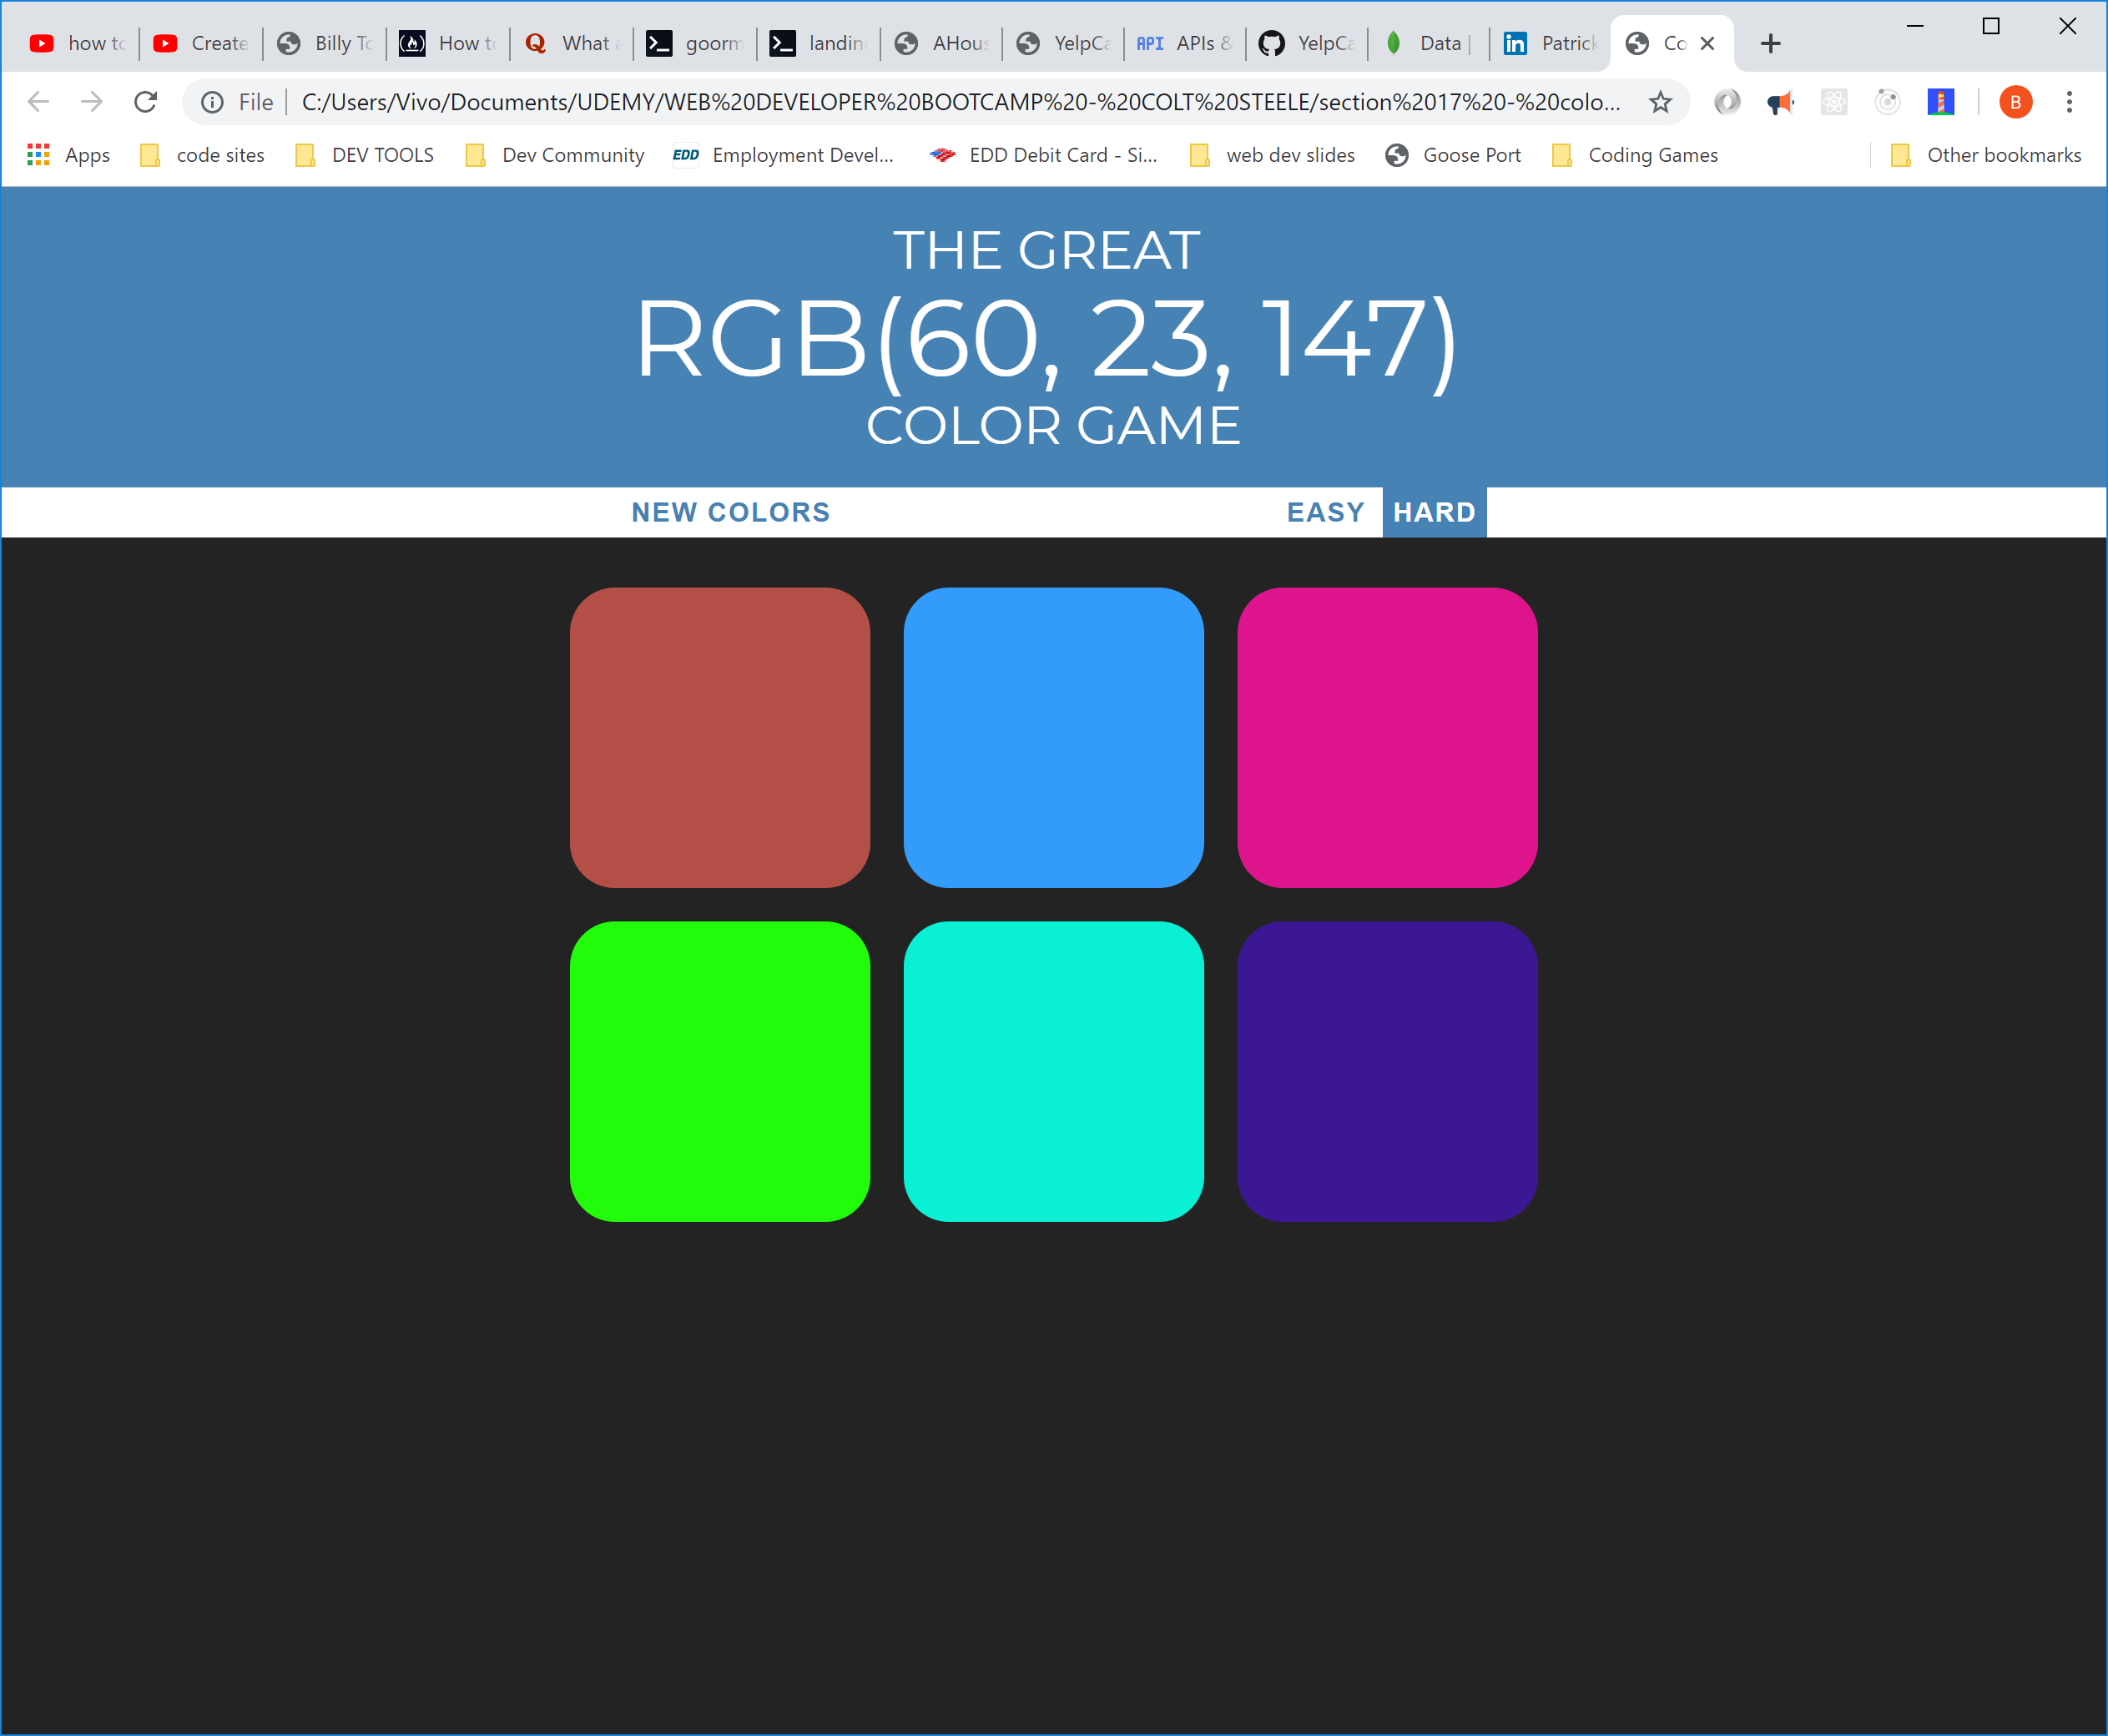 how to
Create
Billy To
How to
What a
goorm
landin
AHous
YelpCa
APIs &
YelpCa
Data |
Patrick
Co
File
C:/Users/Vivo/Documents/UDEMY/WEB%20DEVELOPER%20BOOTCAMP%20-%20COLT%20STEELE/section%2017%20-%20colo...
B
Apps
code sites
DEV TOOLS
Dev Community
EDD
Employment Devel...
EDD Debit Card - Si...
web dev slides
Goose Port
Coding Games
Other bookmarks
THE GREAT
RGB(60, 23, 147)
COLOR GAME
NEW COLORS
EASY
HARD